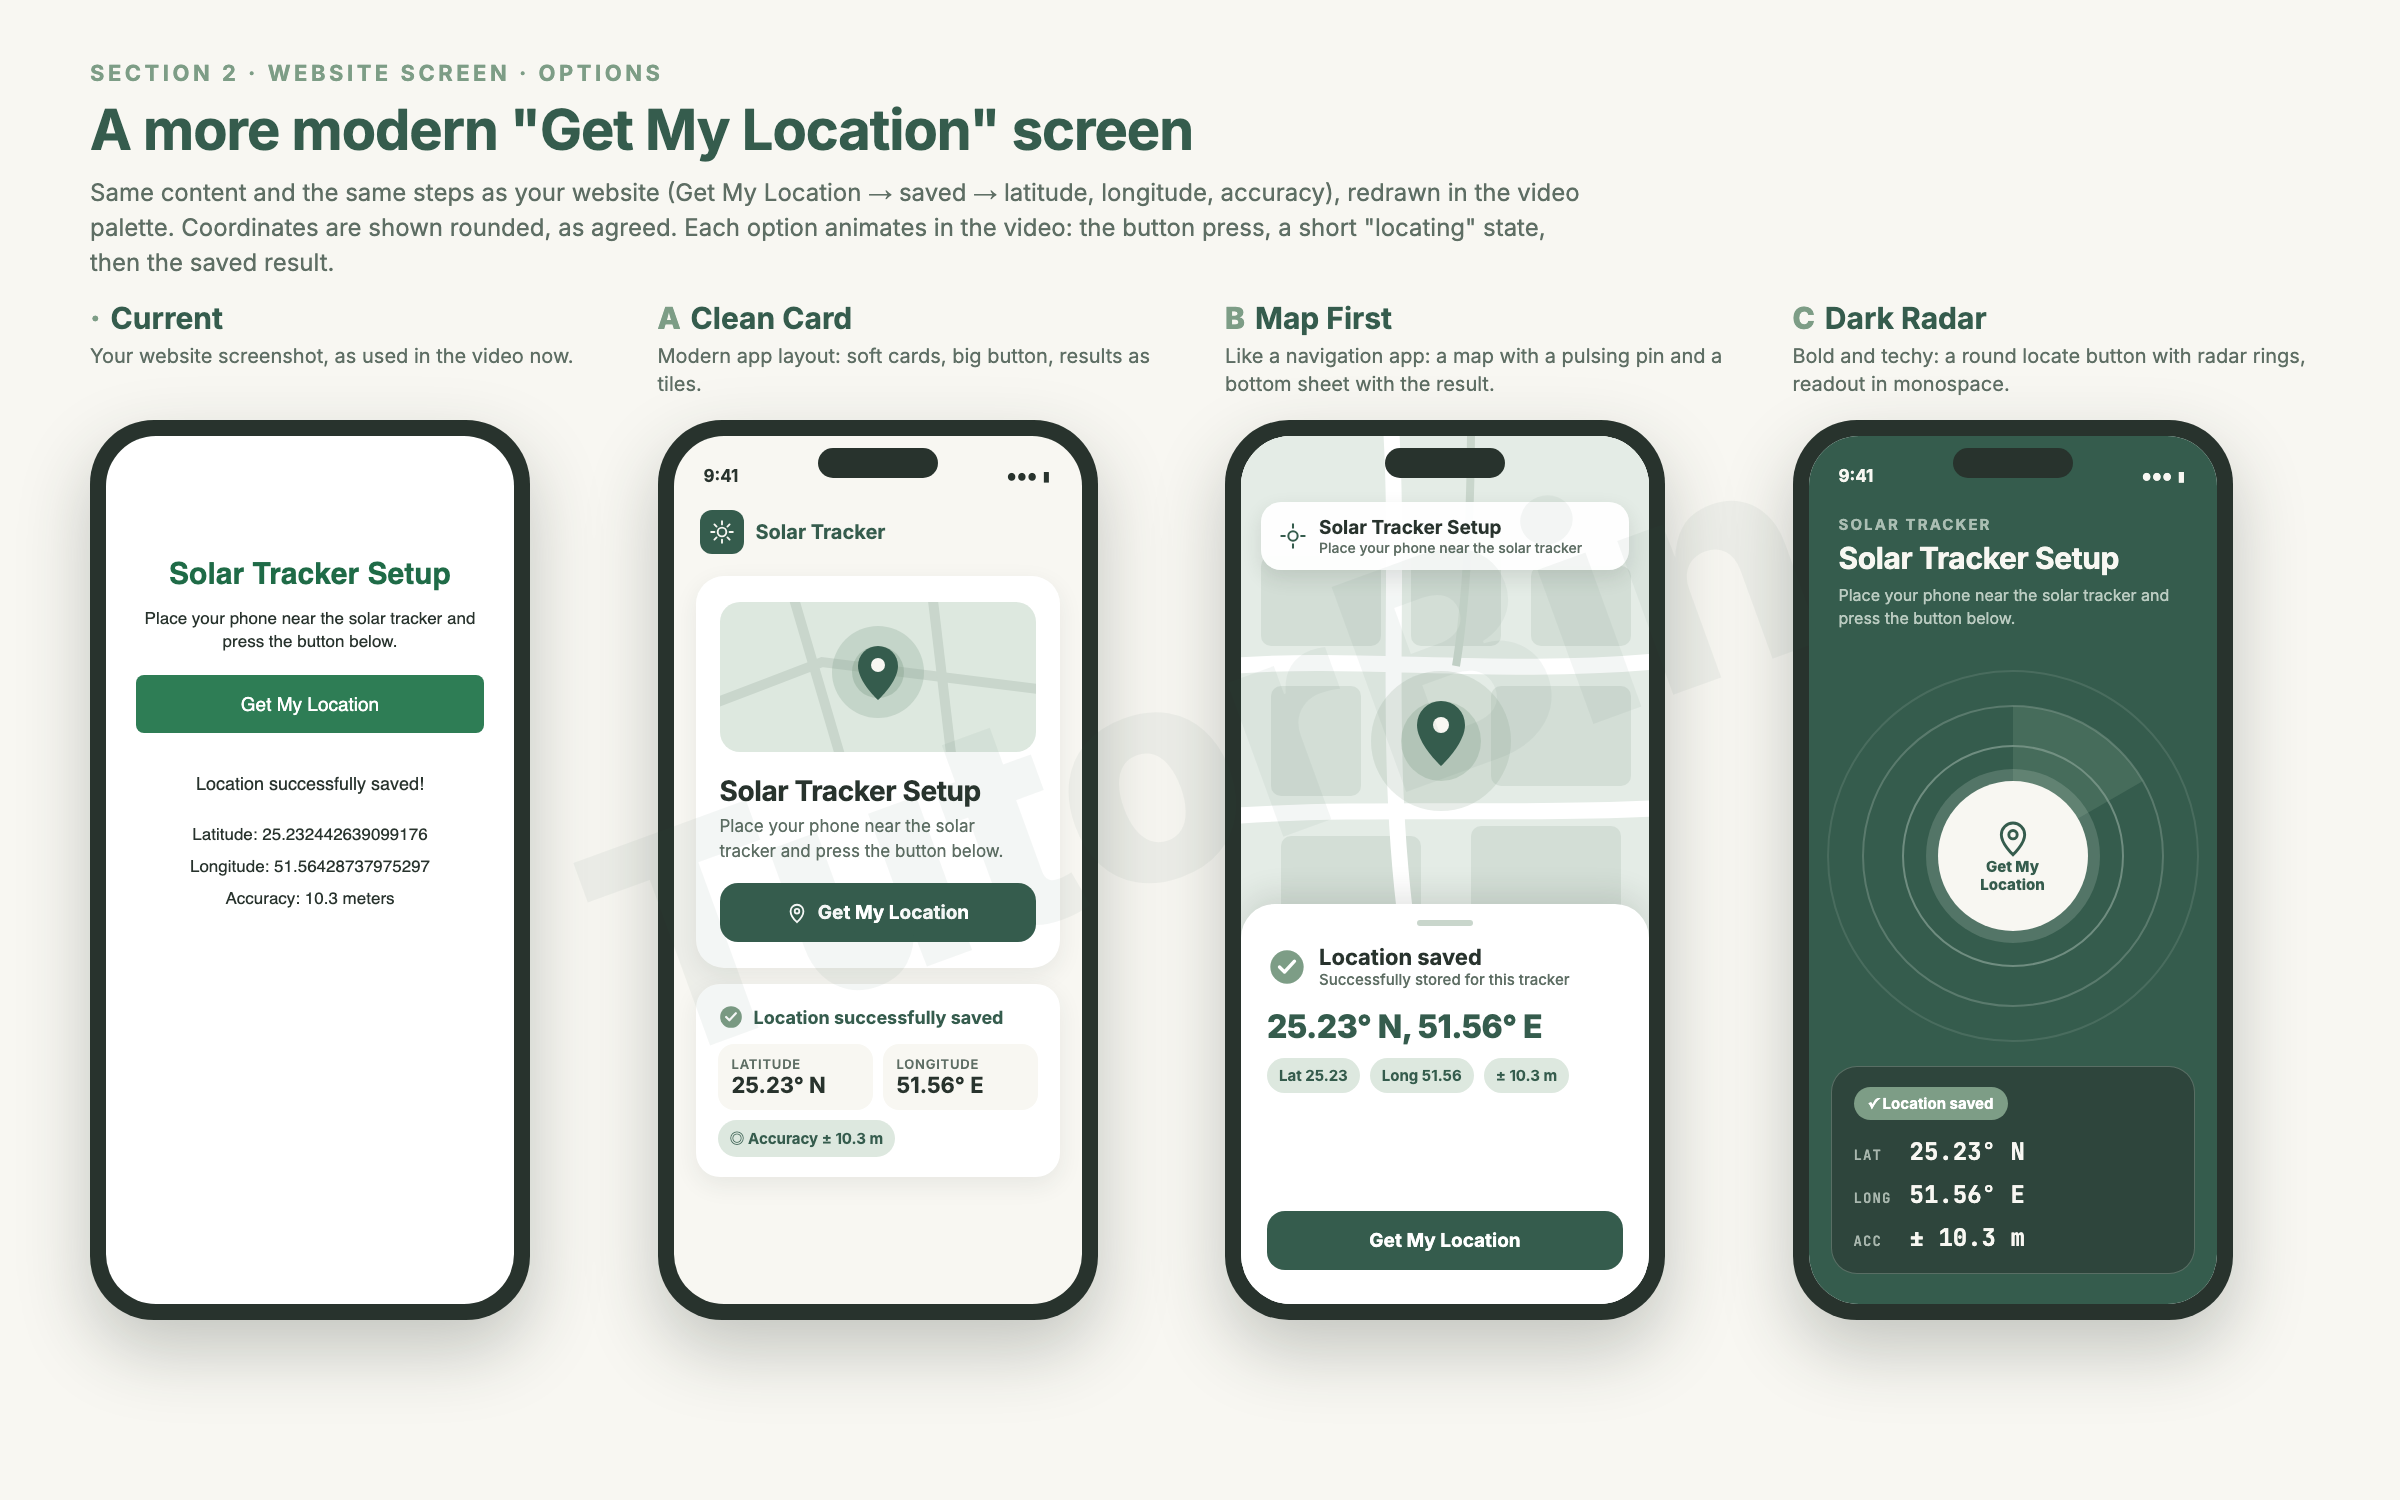 SECTION 2 · WEBSITE SCREEN · OPTIONS
A more modern "Get My Location" screen
Same content and the same steps as your website (Get My Location → saved → latitude, longitude, accuracy), redrawn in the video
palette. Coordinates are shown rounded, as agreed. Each option animates in the video: the button press, a short "locating" state,
then the saved result.
· Current
Your website screenshot, as used in the video now.
Solar Tracker Setup
Place your phone near the solar tracker and
press the button below.
Get My Location
Location successfully saved!
Latitude: 25.232442639099176
Longitude: 51.56428737975297
Accuracy: 10.3 meters
A Clean Card
Modern app layout: soft cards, big button, results as
tiles.
9:41
Solar Tracker
Solar Tracker Setup
Place your phone near the solar
tracker and press the button below.
Get My Location
Location successfully saved
LATITUDE
25.23° N
LONGITUDE
51.56° E
Accuracy ± 10.3 m
B Map First
Like a navigation app: a map with a pulsing pin and a
bottom sheet with the result.
Solar Tracker Setup
Place your phone near the solar tracker
Location saved
Successfully stored for this tracker
25.23° N, 51.56° E
Lat 25.23
Long 51.56
± 10.3 m
Get My Location
C Dark Radar
Bold and techy: a round locate button with radar rings,
readout in monospace.
9:41
SOLAR TRACKER
Solar Tracker Setup
Place your phone near the solar tracker and
press the button below.
Get My
Location
✓Location saved
LAT 25.23° N
LONG 51.56° E
ACC ± 10.3 m